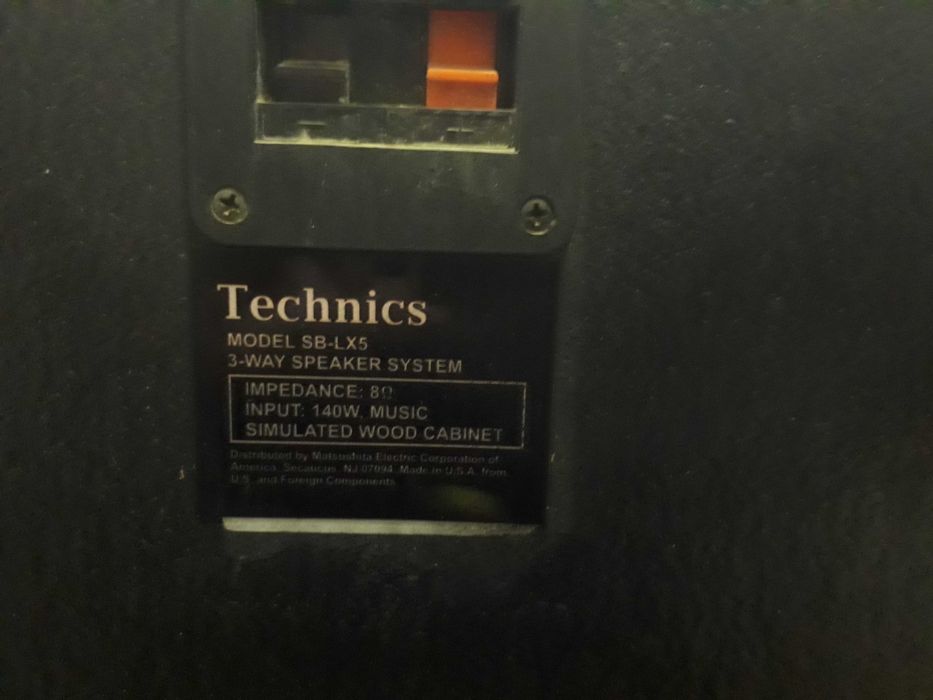 - +
Technics
MODEL SB-LX5
3-WAY SPEAKER SYSTEM
IMPEDANCE: 8Ω
INPUT: 140W. MUSIC
SIMULATED WOOD CABINET
Distributed by Matsushita Electric Corporation of
America, Secaucus, NJ 07094 Made in U.S.A. from
U.S. and Foreign Components